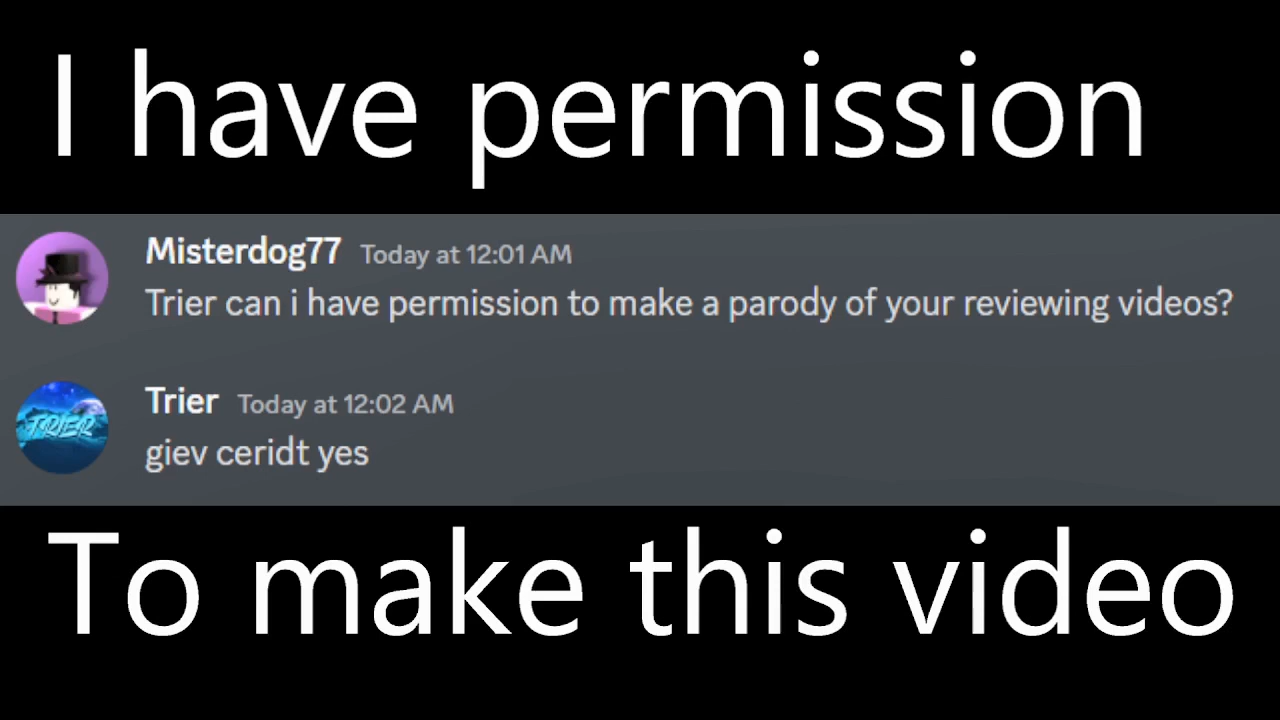 I have permission
Misterdog77 Today at 12:01 AM
Trier can i have permission to make a parody of your reviewing videos?
TRIER
Trier Today at 12:02 AM
giev ceridt yes
To make this video